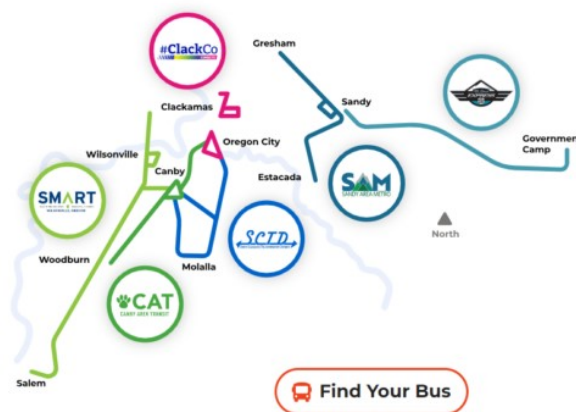 #ClackCo
Gresham
Clackamas
Sandy
Oregon City
Government
Camp
Wilsonville
Canby
Estacada
SMART
SAM
SANDY AREA METRO
North
SCTD
Woodburn
Molalla
CAT
CANBY AREA TRANSIT
Salem
Find Your Bus